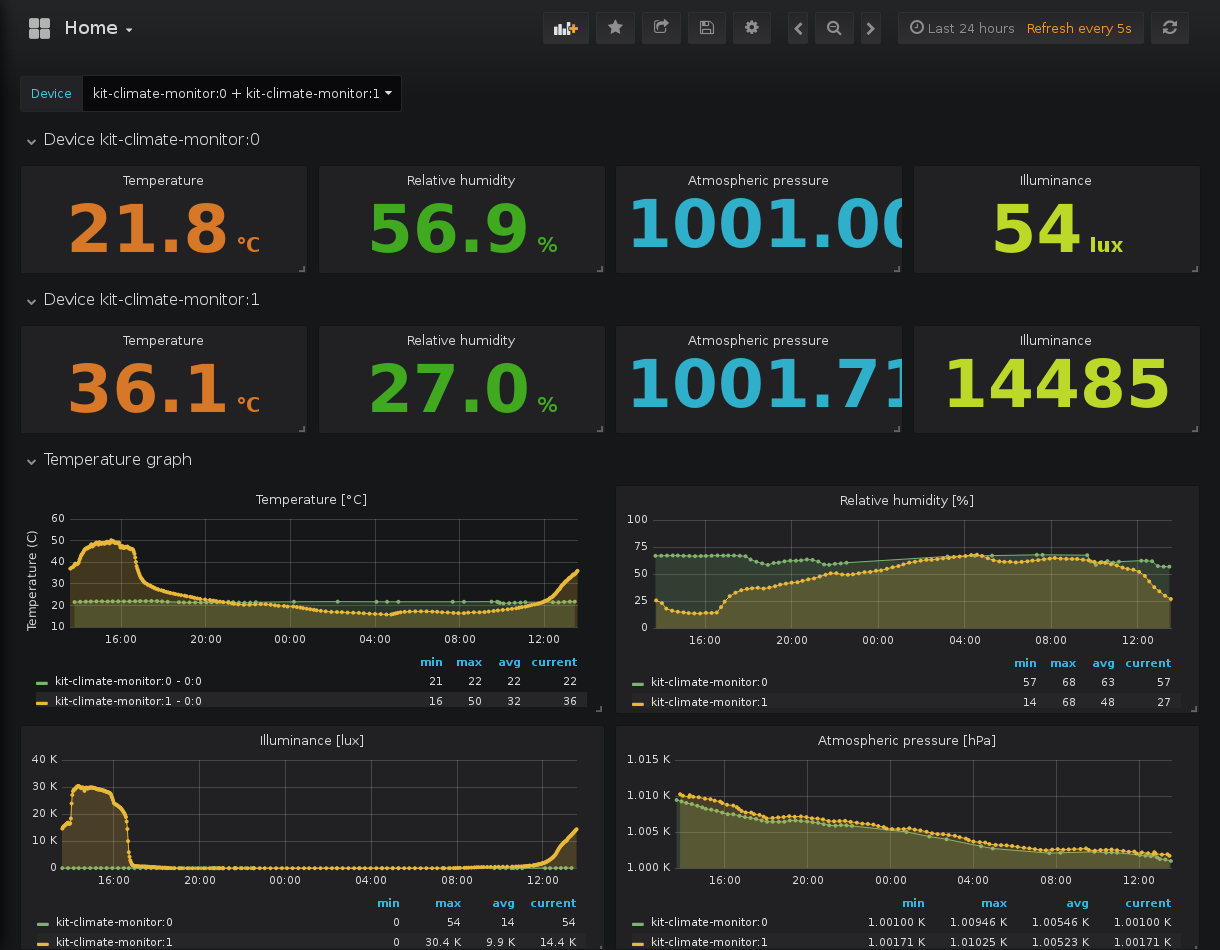 Home
Last 24 hours Refresh every 5s
Device kit-climate-monitor:0 + kit-climate-monitor:1
Device kit-climate-monitor:0
Temperature Relative humidity Atmospheric pressure Illuminance
21.8 °C 56.9 % 1001.00 54 lux
Device kit-climate-monitor:1
Temperature Relative humidity Atmospheric pressure Illuminance
36.1 °C 27.0 % 1001.71 14485
Temperature graph
Temperature [°C]
Temperature (C)
60
50
40
30
20
10
16:00 20:00 00:00 04:00 08:00 12:00
min max avg current
kit-climate-monitor:0 - 0:0 21 22 22 22
kit-climate-monitor:1 - 0:0 16 50 32 36
Relative humidity [%]
100
75
50
25
0
16:00 20:00 00:00 04:00 08:00 12:00
min max avg current
kit-climate-monitor:0 57 68 63 57
kit-climate-monitor:1 14 68 48 27
Illuminance [lux]
40 K
30 K
20 K
10 K
0
16:00 20:00 00:00 04:00 08:00 12:00
min max avg current
kit-climate-monitor:0 0 54 14 54
kit-climate-monitor:1 0 30.4 K 9.9 K 14.4 K
Atmospheric pressure [hPa]
1.015 K
1.010 K
1.005 K
1.000 K
16:00 20:00 00:00 04:00 08:00 12:00
min max avg current
kit-climate-monitor:0 1.00100 K 1.00946 K 1.00546 K 1.00100 K
kit-climate-monitor:1 1.00171 K 1.01025 K 1.00523 K 1.00171 K